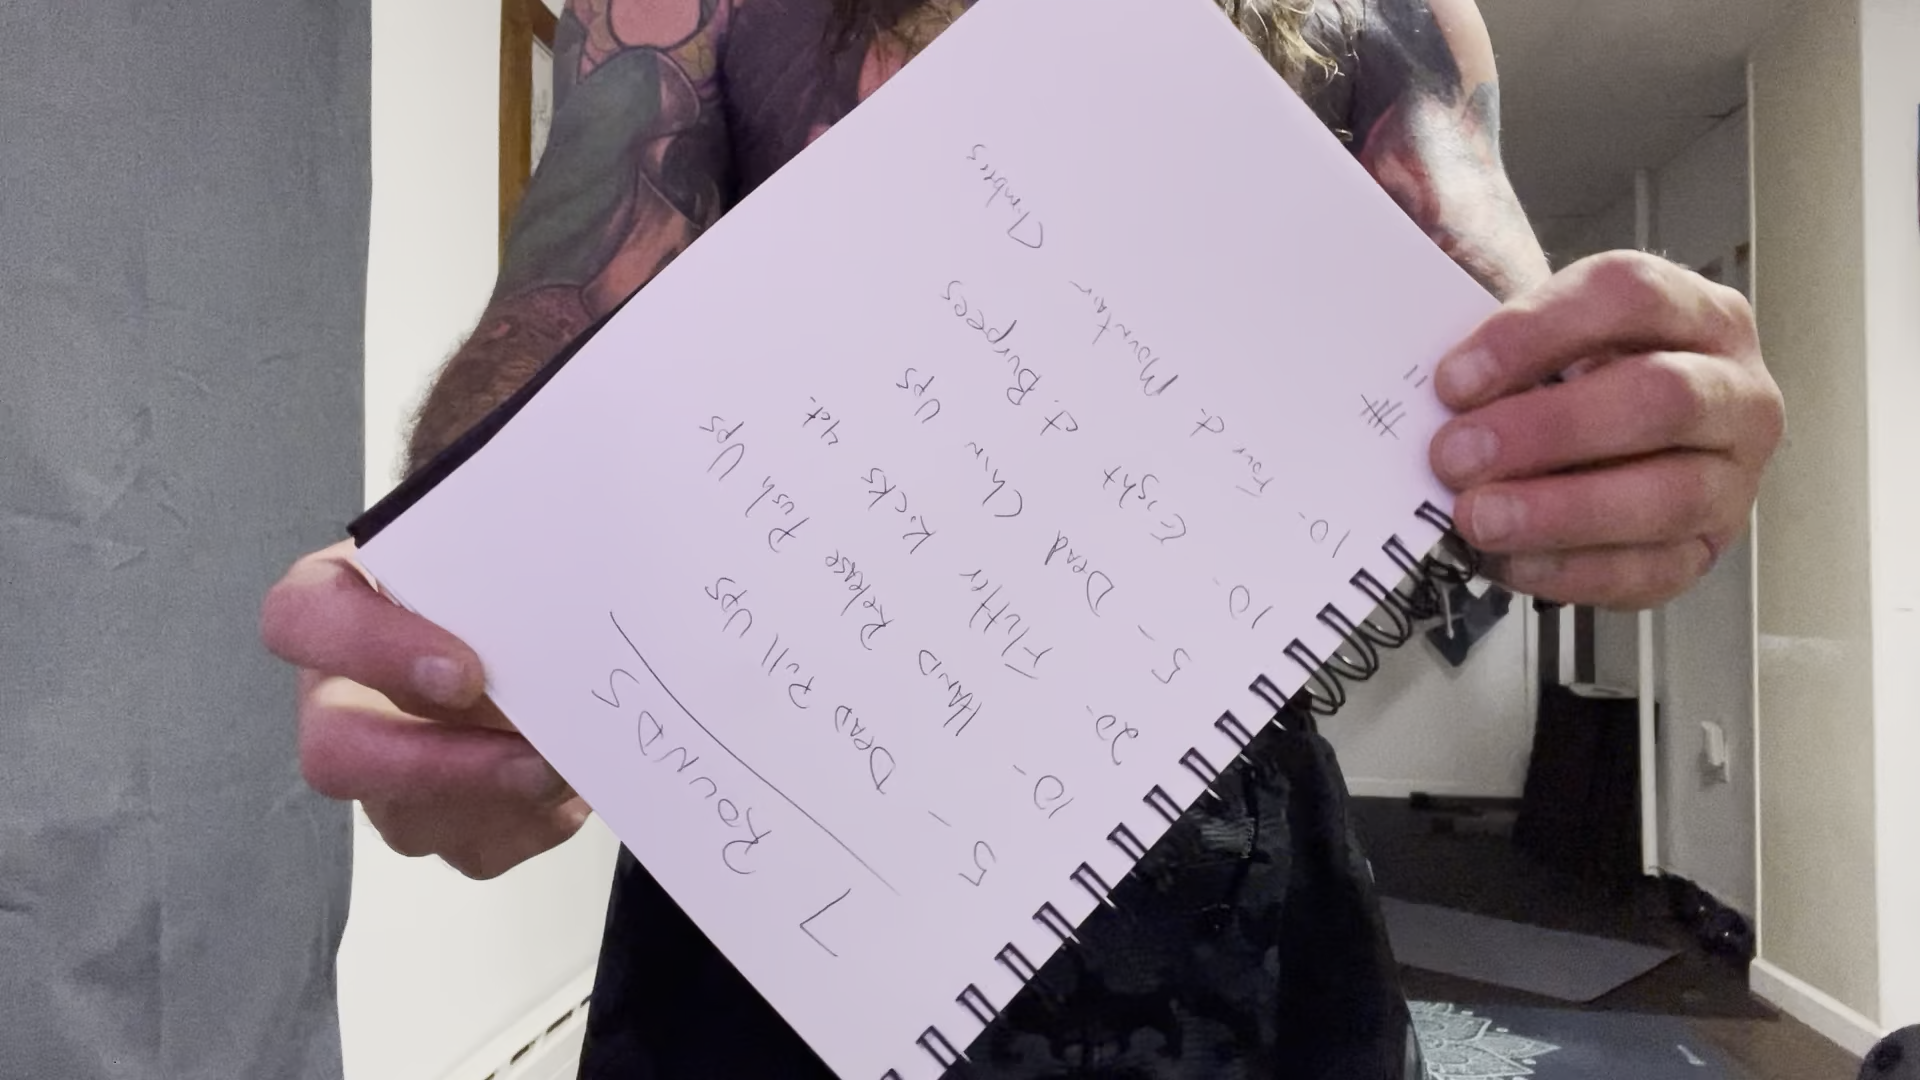 7 ROUNDS
5 - DEAD Pull Ups
10 - HAND Release Push Ups
20- Flutter Kicks 4ct.
5 - Dead Chin Ups
10 - Eight ct. Burpees
10 - Four ct. Mountain Climbers